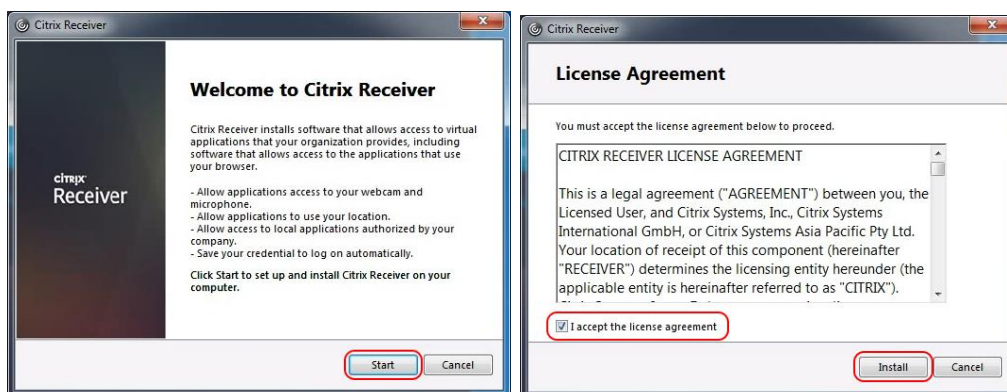 Citrix Receiver
Welcome to Citrix Receiver
Citrix Receiver installs software that allows access to virtual
applications that your organization provides, including
software that allows access to the applications that use
your browser.
- Allow applications access to your webcam and
microphone.
- Allow applications to use your location.
- Allow access to local applications authorized by your
company.
- Save your credential to log on automatically.
Click Start to set up and install Citrix Receiver on your
computer.
CITRIX
Receiver
Start
Cancel
Citrix Receiver
License Agreement
You must accept the license agreement below to proceed.
CITRIX RECEIVER LICENSE AGREEMENT
This is a legal agreement ("AGREEMENT") between you, the
Licensed User, and Citrix Systems, Inc., Citrix Systems
International GmbH, or Citrix Systems Asia Pacific Pty Ltd.
Your location of receipt of this component (hereinafter
"RECEIVER") determines the licensing entity hereunder (the
applicable entity is hereinafter referred to as "CITRIX").
I accept the license agreement
Install
Cancel